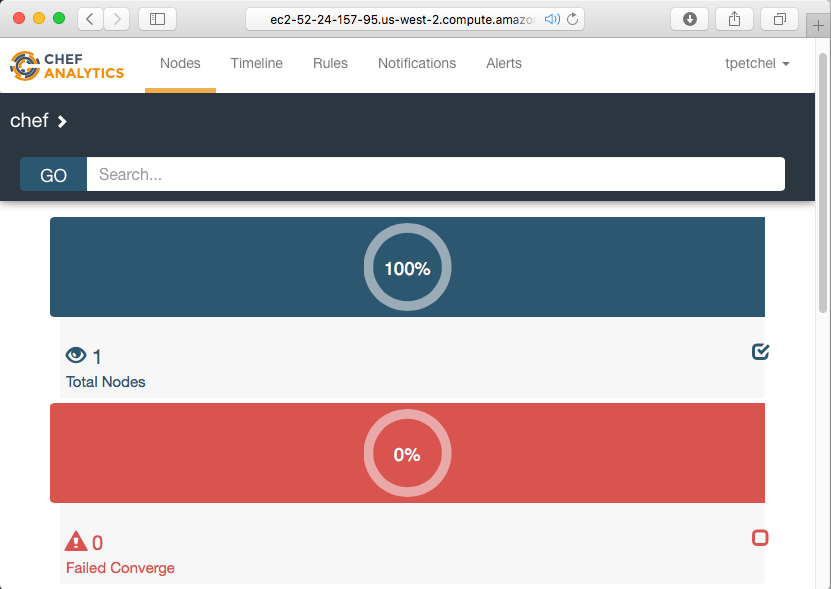 ec2-52-24-157-95.us-west-2.compute.amazo
CHEF
ANALYTICS
Nodes Timeline Rules Notifications Alerts tpetchel
chef
GO Search...
100%
1
Total Nodes
0%
0
Failed Converge